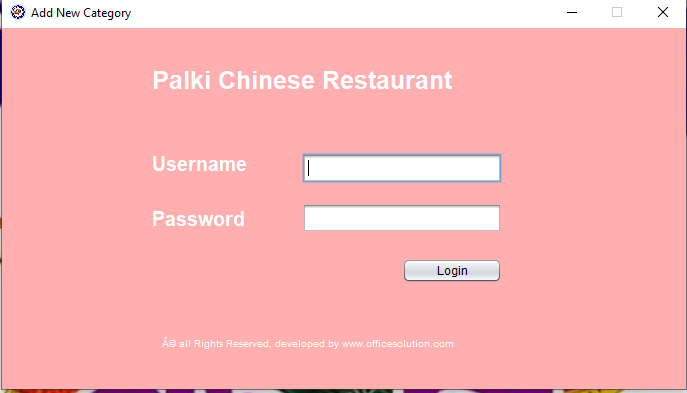 Add New Category
Palki Chinese Restaurant
Username
Password
Login
Â® all Rights Reserved, developed by www.officesolution.com